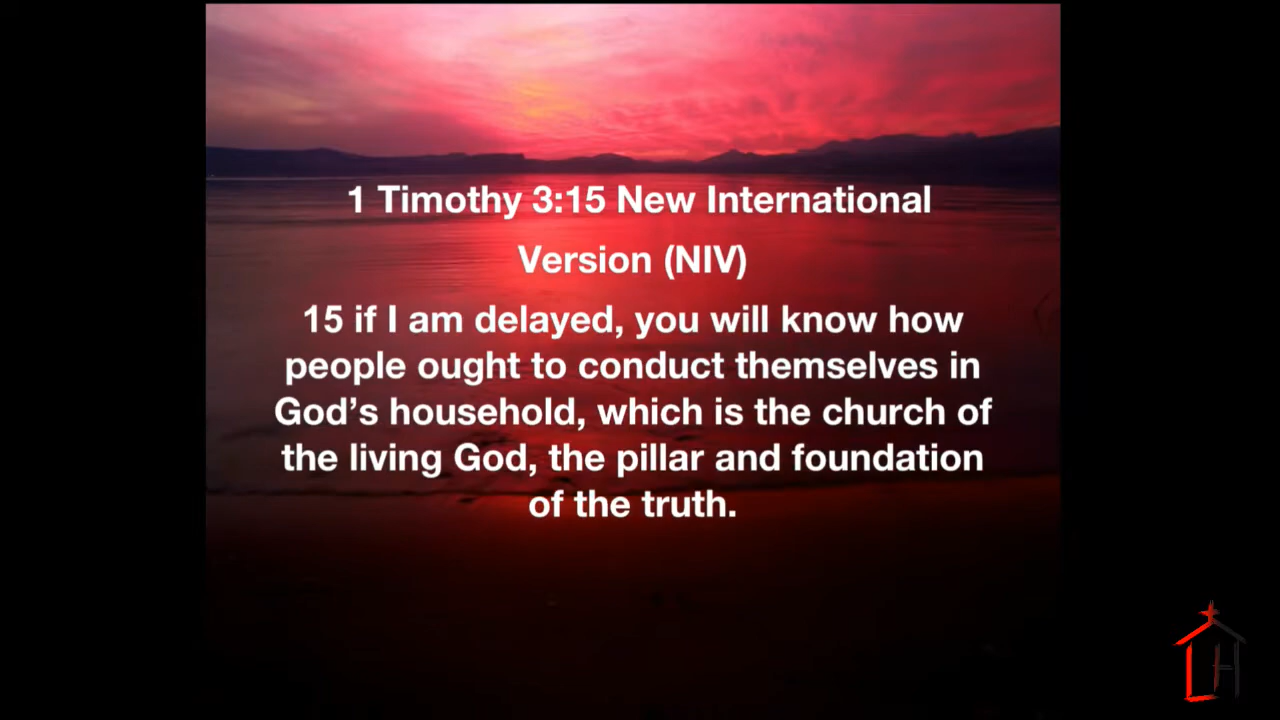 1 Timothy 3:15 New International
Version (NIV)
15 if I am delayed, you will know how
people ought to conduct themselves in
God’s household, which is the church of
the living God, the pillar and foundation
of the truth.